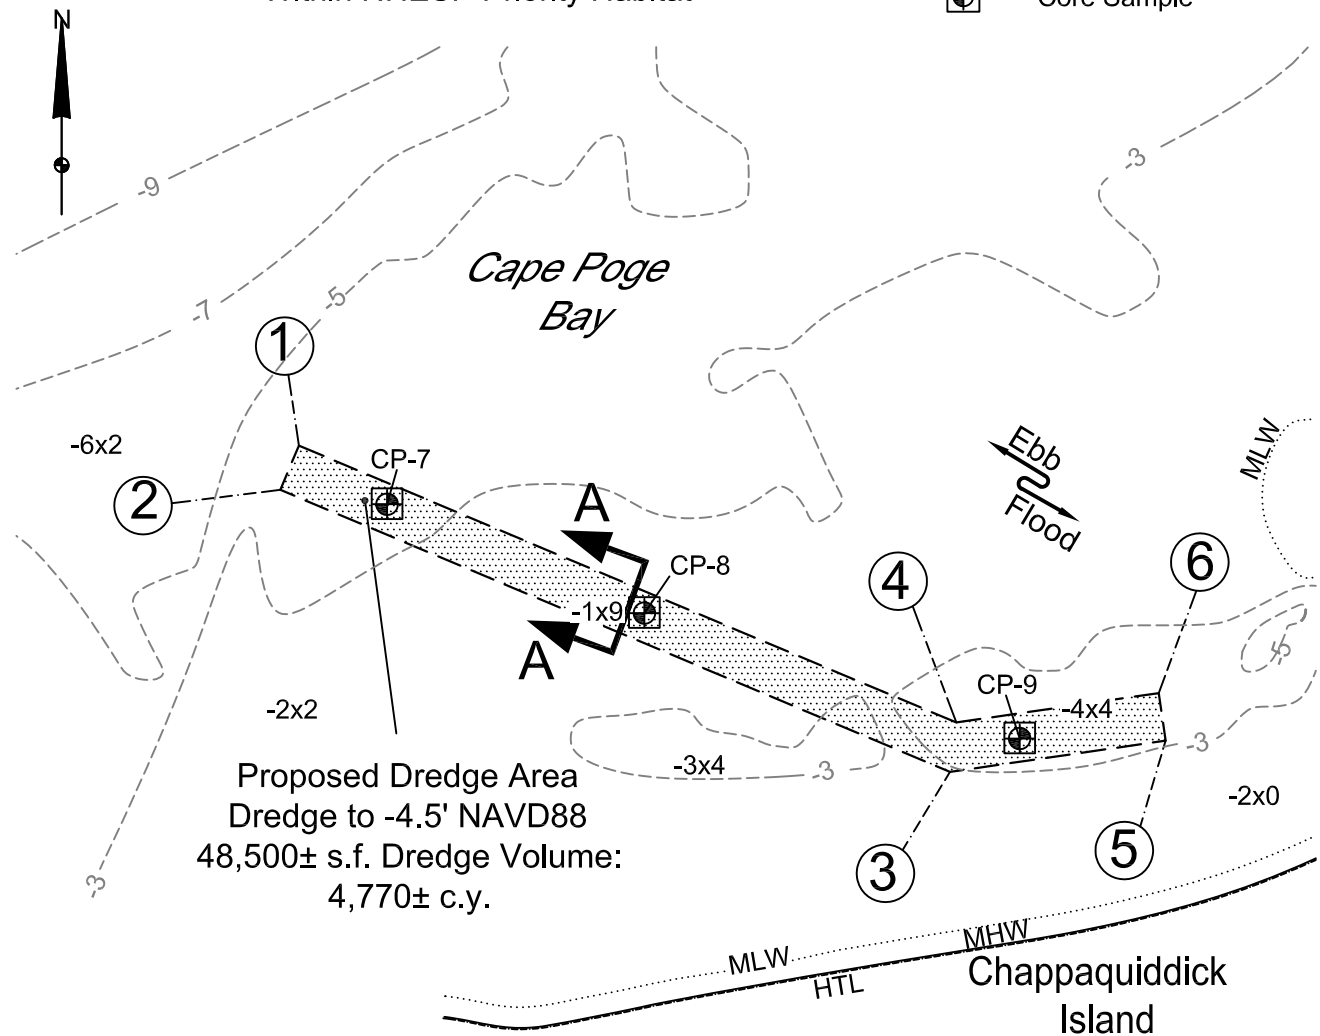 Core Sample
N
-9
-3
Cape Poge
Bay
-5
-7
1
-6x2
CP-7
2
A
Ebb
Flood
MLW
CP-8
4
6
-1x9
A
-5
CP-9
-4x4
-2x2
-3x4
-3
-3
Proposed Dredge Area
Dredge to -4.5' NAVD88
48,500± s.f. Dredge Volume:
4,770± c.y.
-2x0
3
5
-3
MLW
MHW
HTL
Chappaquiddick
Island